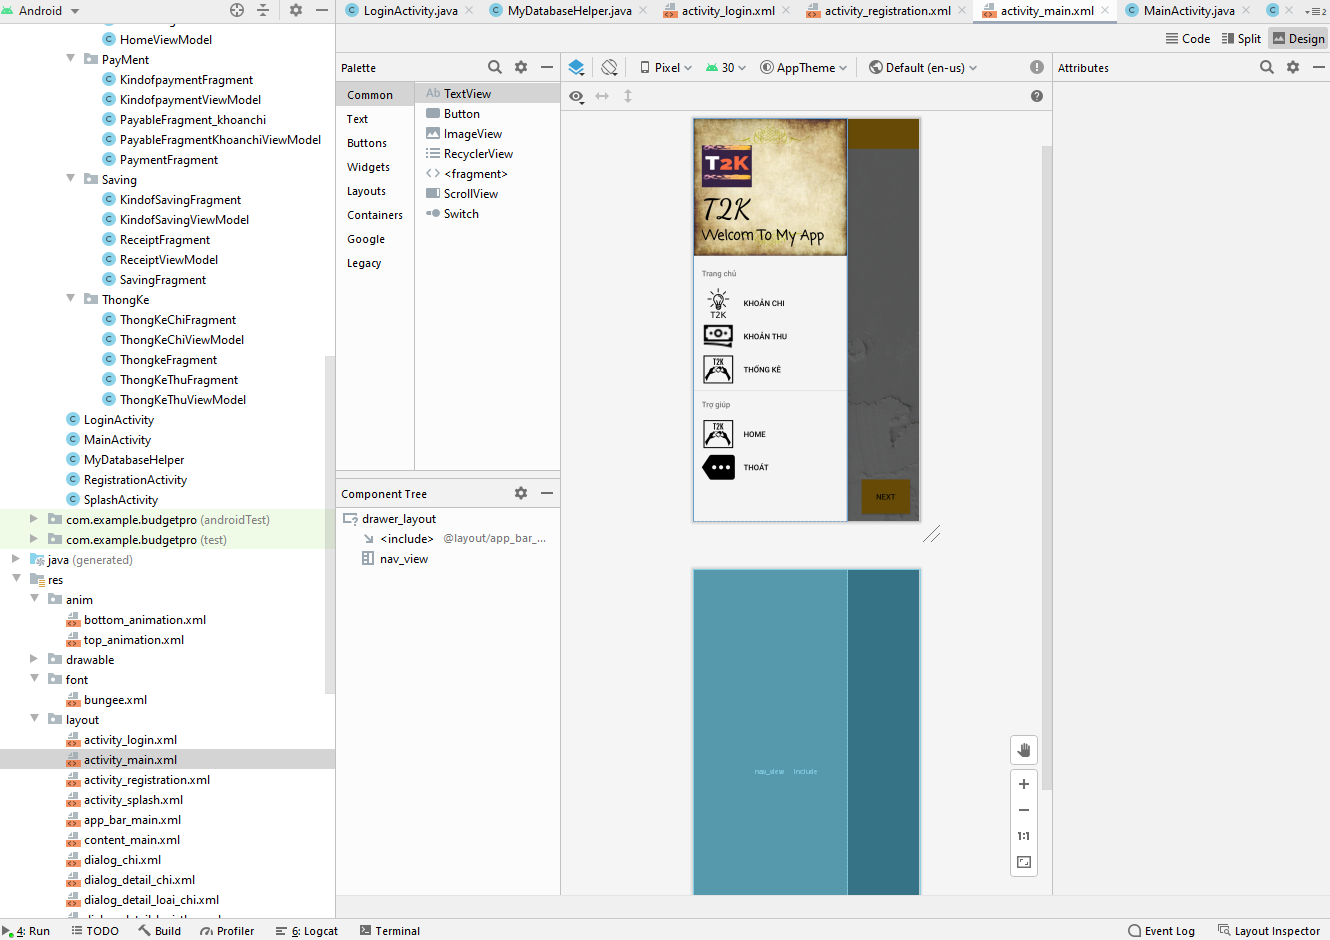 Android
LoginActivity.java
MyDatabaseHelper.java
activity_login.xml
activity_registration.xml
activity_main.xml
MainActivity.java
2
Code
Split
Design
HomeViewModel
PayMent
KindofpaymentFragment
KindofpaymentViewModel
PayableFragment_khoanchi
PayableFragmentKhoanchiViewModel
PaymentFragment
Saving
KindofSavingFragment
KindofSavingViewModel
ReceiptFragment
ReceiptViewModel
SavingFragment
ThongKe
ThongKeChiFragment
ThongKeChiViewModel
ThongkeFragment
ThongKeThuFragment
ThongKeThuViewModel
LoginActivity
MainActivity
MyDatabaseHelper
RegistrationActivity
SplashActivity
com.example.budgetpro (androidTest)
com.example.budgetpro (test)
java (generated)
res
anim
bottom_animation.xml
top_animation.xml
drawable
font
bungee.xml
layout
activity_login.xml
activity_main.xml
activity_registration.xml
activity_splash.xml
app_bar_main.xml
content_main.xml
dialog_chi.xml
dialog_detail_chi.xml
dialog_detail_loai_chi.xml
Palette
Common
Text
Buttons
Widgets
Layouts
Containers
Google
Legacy
Ab TextView
Button
ImageView
RecyclerView
<fragment>
ScrollView
Switch
Component Tree
drawer_layout
<include> @layout/app_bar_...
nav_view
Pixel
30
AppTheme
Default (en-us)
Attributes
T2K
T2K
Welcom To My App
Trang chủ
T2K
KHOẢN CHI
KHOẢN THU
T2K
THỐNG KÊ
Trợ giúp
T2K
HOME
THOÁT
NEXT
nav_view
include
1:1
4: Run
TODO
Build
Profiler
6: Logcat
Terminal
Event Log
Layout Inspector